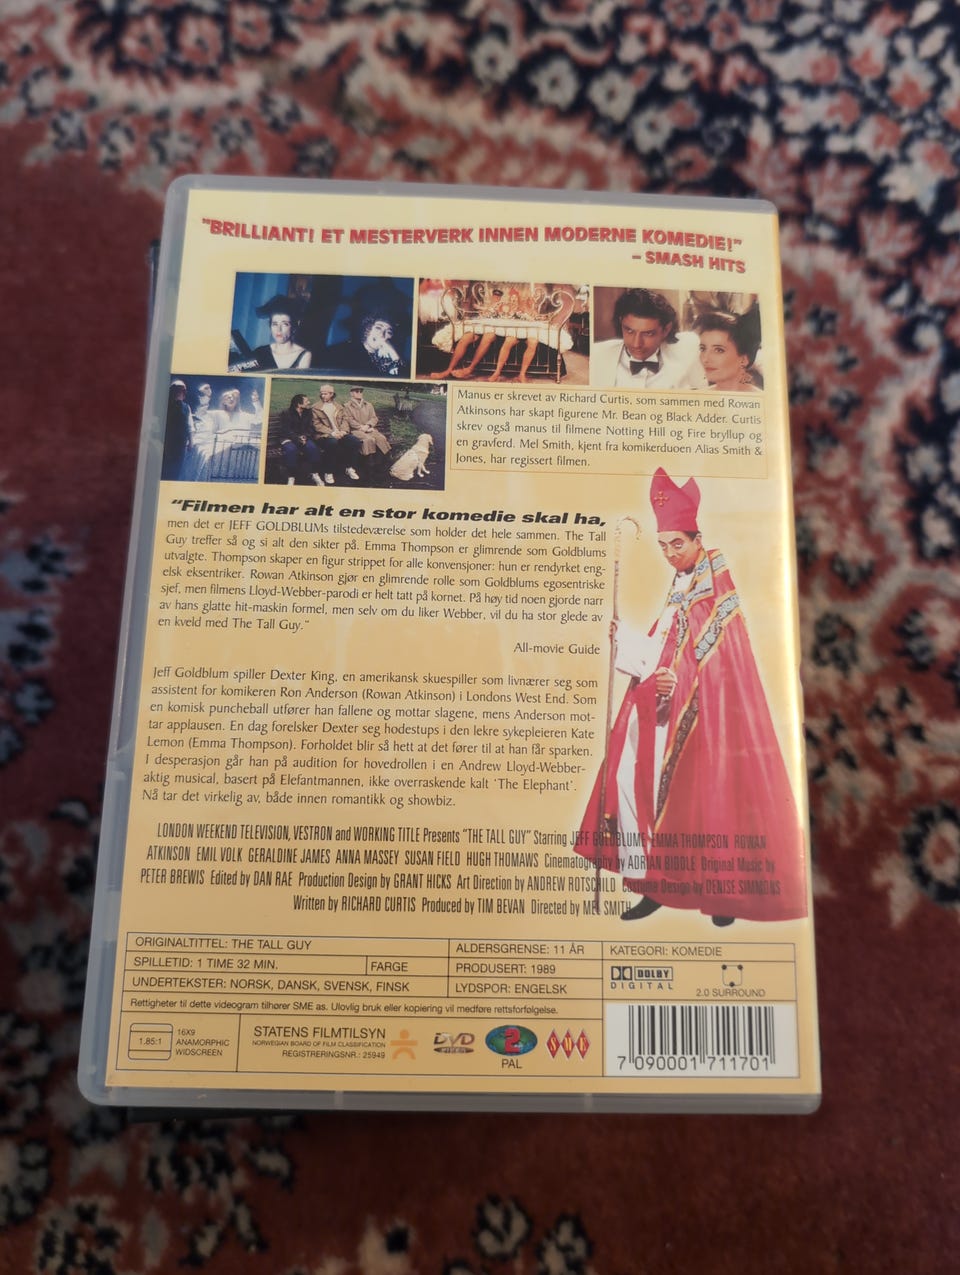 "BRILLIANT! ET MESTERVERK INNEN MODERNE KOMEDIE!"
– SMASH HITS
Manus er skrevet av Richard Curtis, som sammen med Rowan
Atkinsons har skapt figurene Mr. Bean og Black Adder. Curtis
skrev også manus til filmene Notting Hill og Fire bryllup og
en gravferd. Mel Smith, kjent fra komikerduoen Alias Smith &
Jones, har regissert filmen.
"Filmen har alt en stor komedie skal ha,
men det er JEFF GOLDBLUMs tilstedeværelse som holder det hele sammen. The Tall
Guy treffer så og si alt den sikter på. Emma Thompson er glimrende som Goldblums
utvalgte. Thompson skaper en figur strippet for alle konvensjoner: hun er rendyrket eng-
elsk eksentriker. Rowan Atkinson gjør en glimrende rolle som Goldblums egosentriske
sjef, men filmens Lloyd-Webber-parodi er helt tatt på kornet. På høy tid noen gjorde narr
av hans glatte hit-maskin formel, men selv om du liker Webber, vil du ha stor glede av
en kveld med The Tall Guy."
All-movie Guide
Jeff Goldblum spiller Dexter King, en amerikansk skuespiller som livnærer seg som
assistent for komikeren Ron Anderson (Rowan Atkinson) i Londons West End. Som
en komisk puncheball utfører han fallene og mottar slagene, mens Anderson mot-
tar applausen. En dag forelsker Dexter seg hodestups i den lekre sykepleieren Kate
Lemon (Emma Thompson). Forholdet blir så hett at det fører til at han får sparken.
I desperasjon går han på audition for hovedrollen i en Andrew Lloyd-Webber-
aktig musical, basert på Elefantmannen, ikke overraskende kalt 'The Elephant'.
Nå tar det virkelig av, både innen romantikk og showbiz.
LONDON WEEKEND TELEVISION, VESTRON and WORKING TITLE Presents "THE TALL GUY" Starring JEFF GOLDBLUME EMMA THOMPSON ROWAN
ATKINSON EMIL VOLK GERALDINE JAMES ANNA MASSEY SUSAN FIELD HUGH THOMAWS Cinematography by ADRIAN BIDDLE Original Music by
PETER BREWIS Edited by DAN RAE Production Design by GRANT HICKS Art Direction by ANDREW ROTSCHILD Costume Design by DENISE SIMMONS
Written by RICHARD CURTIS Produced by TIM BEVAN Directed by MEL SMITH
ORIGINALTITTEL: THE TALL GUY
ALDERSGRENSE: 11 ÅR
KATEGORI: KOMEDIE
SPILLETID: 1 TIME 32 MIN.
FARGE
PRODUSERT: 1989
UNDERTEKSTER: NORSK, DANSK, SVENSK, FINSK
LYDSPOR: ENGELSK
DOLBY
DIGITAL
2.0 SURROUND
Rettigheter til dette videogram tilhører SME as. Ulovlig bruk eller kopiering vil medføre rettsforfølgelse.
1.85:1
16X9
ANAMORPHIC
WIDSCREEN
STATENS FILMTILSYN
NORWEGIAN BOARD OF FILM CLASSIFICATION
REGISTRERINGSNR.: 25949
DVD
VIDEO
2
PAL
SME
7 090001 711701